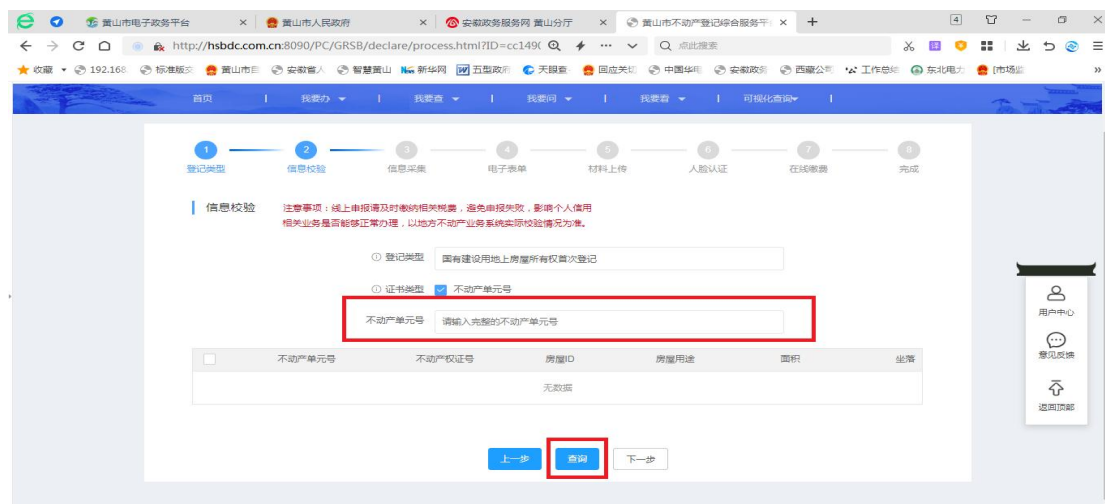 黄山市电子政务平台 × 黄山市人民政府 × 安徽政务服务网 黄山分厅 × 黄山市不动产登记综合服务平 × + 4
http://hsbdc.com.cn:8090/PC/GRSB/declare/process.html?ID=cc149( 点此搜索
收藏 192.168. 标准版交 黄山市自 安徽省人 智慧黄山 新华网 五型政府 天眼查 回应关切 中国华电 安徽政务 西藏公司 工作总结 东北电力 [市场监 »
首页 我要办 我要查 我要问 我要看 可视化查询
1 2 3 4 5 6 7 8
登记类型 信息校验 信息采集 电子表单 材料上传 人脸认证 在线缴费 完成
信息校验 注意事项：线上申报请及时缴纳相关税费，避免申报失败，影响个人信用
相关业务是否能够正常办理，以地方不动产业务系统实际校验情况为准。
登记类型 国有建设用地上房屋所有权首次登记
证书类型 不动产单元号
不动产单元号 请输入完整的不动产单元号
不动产单元号 不动产权证号 房屋ID 房屋用途 面积 坐落
无数据
上一步 查询 下一步
用户中心
意见反馈
返回顶部